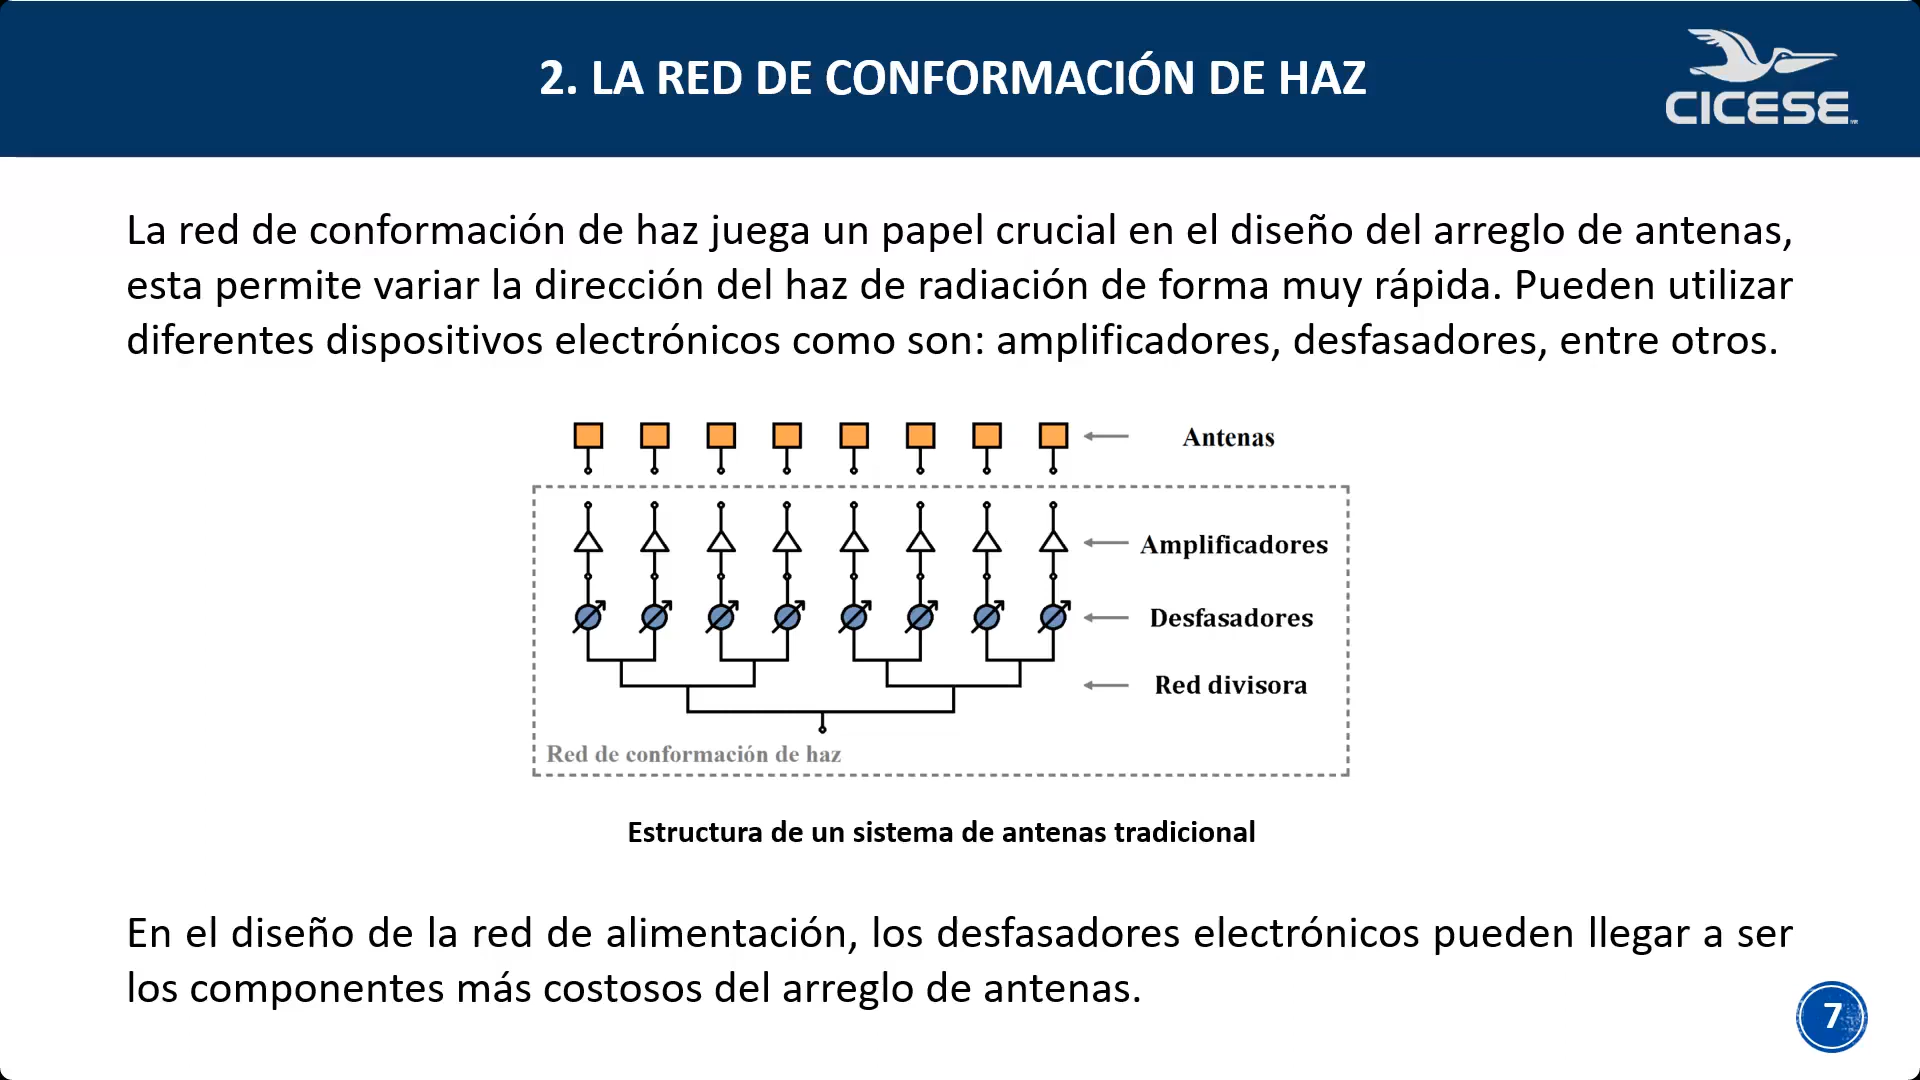 2. LA RED DE CONFORMACIÓN DE HAZ
CICESE
La red de conformación de haz juega un papel crucial en el diseño del arreglo de antenas,
esta permite variar la dirección del haz de radiación de forma muy rápida. Pueden utilizar
diferentes dispositivos electrónicos como son: amplificadores, desfasadores, entre otros.
Antenas
Amplificadores
Desfasadores
Red divisora
Red de conformación de haz
Estructura de un sistema de antenas tradicional
En el diseño de la red de alimentación, los desfasadores electrónicos pueden llegar a ser
los componentes más costosos del arreglo de antenas.
7